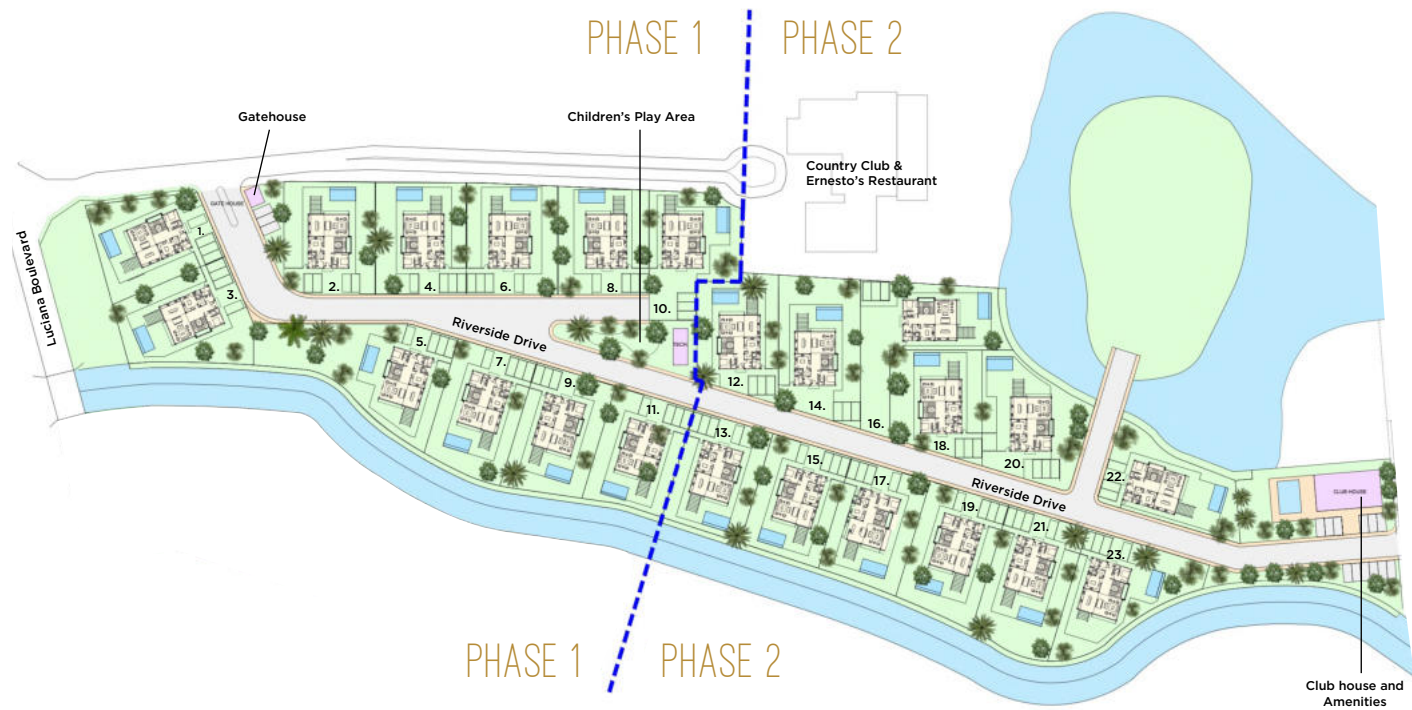 PHASE 1
PHASE 2
Gatehouse
Children's Play Area
Country Club &
Ernesto's Restaurant
GATE HOUSE
Luciana Boulevard
1.
3.
2.
4.
6.
8.
10.
TECH
Riverside Drive
5.
7.
9.
11.
13.
12.
14.
16.
18.
20.
22.
15.
17.
19.
21.
23.
Riverside Drive
CLUB HOUSE
PHASE 1
PHASE 2
Club house and
Amenities